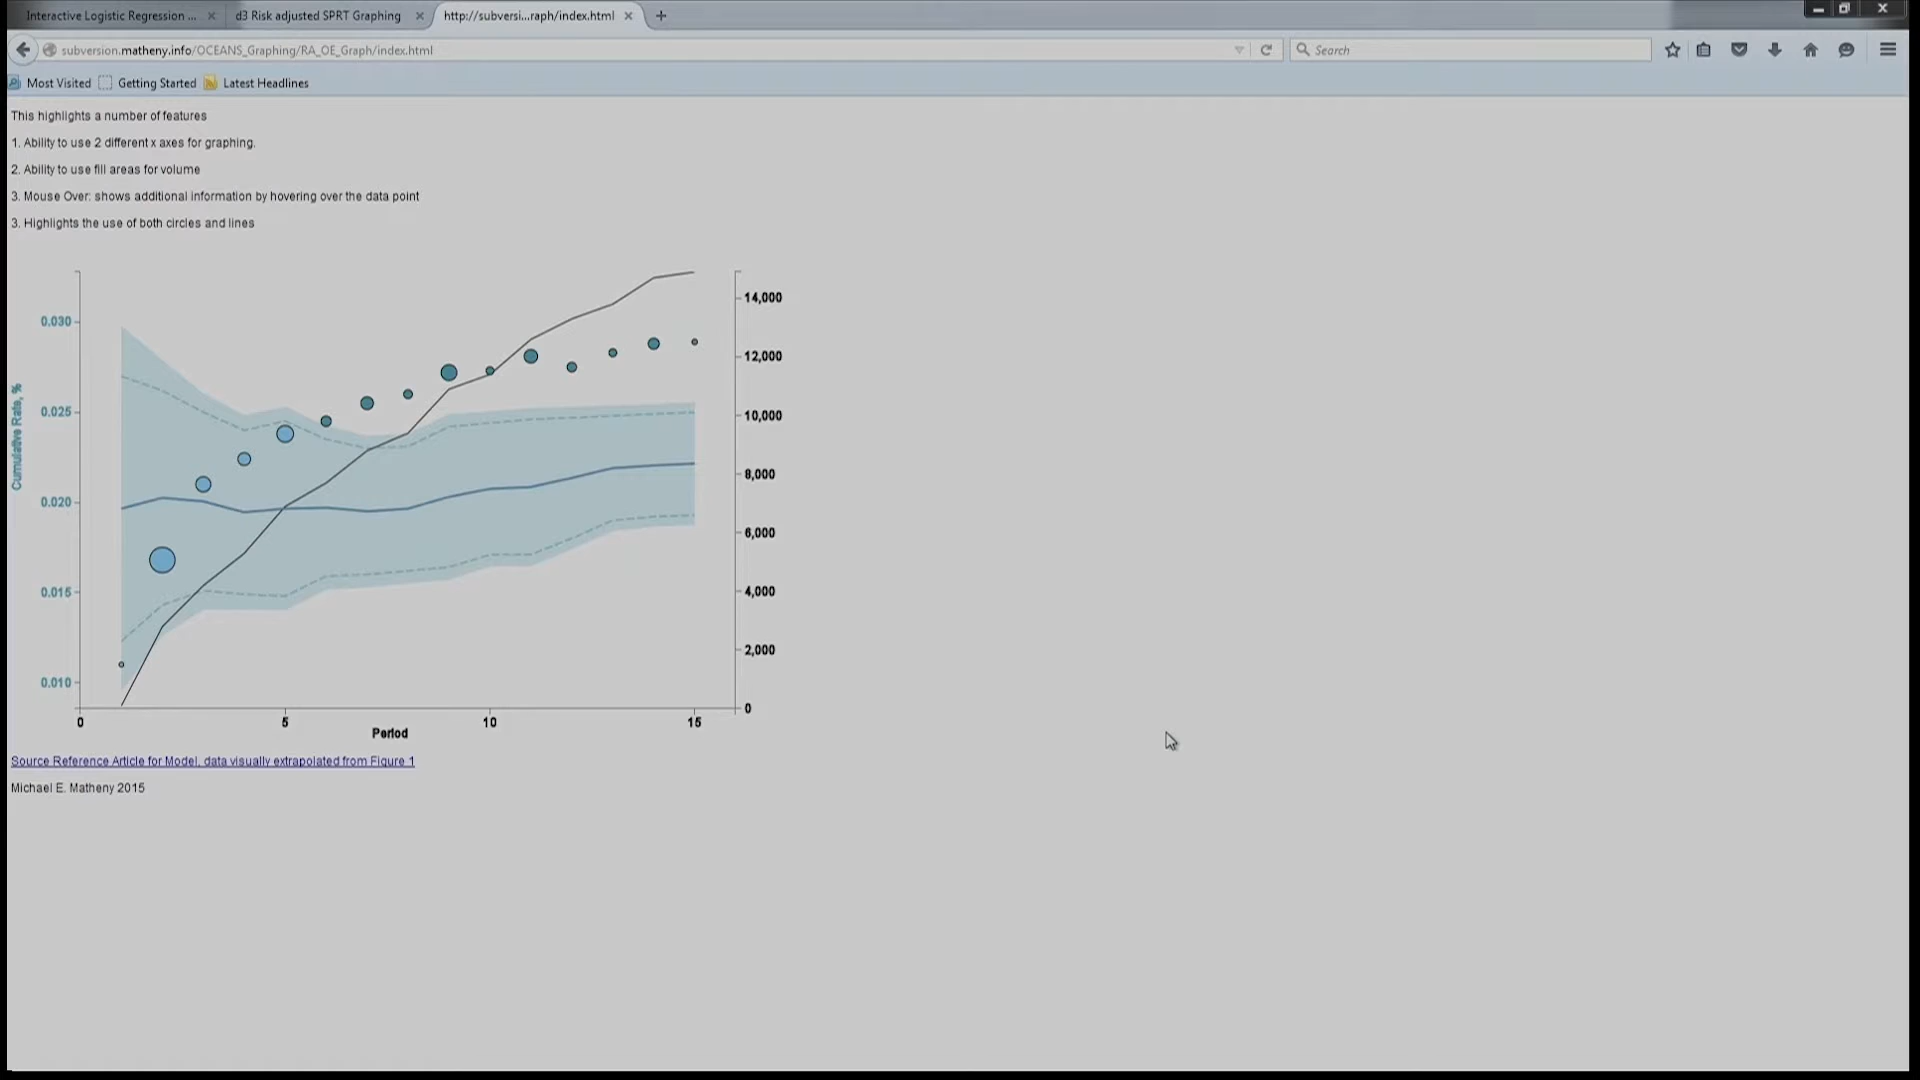 Interactive Logistic Regression ...
d3 Risk adjusted SPRT Graphing
http://subversi...raph/index.html
subversion.matheny.info/OCEANS_Graphing/RA_OE_Graph/index.html
Search
Most Visited
Getting Started
Latest Headlines
This highlights a number of features
1. Ability to use 2 different x axes for graphing.
2. Ability to use fill areas for volume
3. Mouse Over: shows additional information by hovering over the data point
3. Highlights the use of both circles and lines
Cumulative Rate, %
0.030
0.025
0.020
0.015
0.010
14,000
12,000
10,000
8,000
6,000
4,000
2,000
0
0 5 10 15
Period
Source Reference Article for Model, data visually extrapolated from Figure 1
Michael E. Matheny 2015